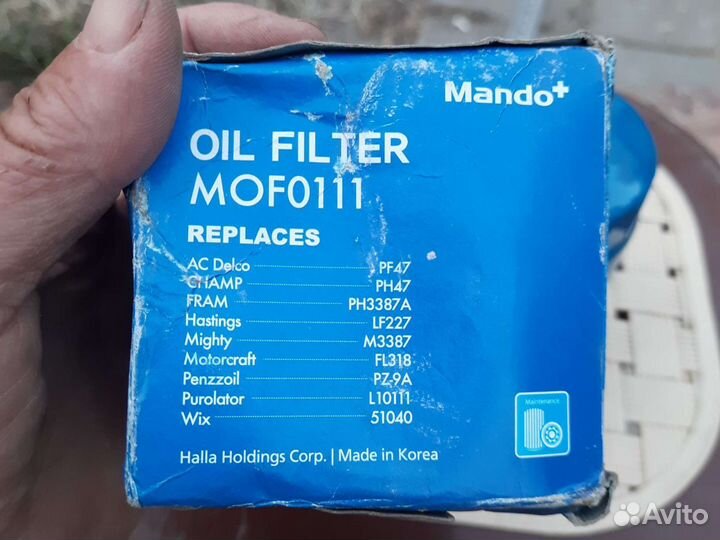 Mando+
OIL FILTER
MOF0111
REPLACES
AC Delco PF47
CHAMP PH47
FRAM PH3387A
Hastings LF227
Mighty M3387
Motorcraft FL318
Penzzoil PZ-9A
Purolator L10111
Wix 51040
Maintenance
Halla Holdings Corp. | Made in Korea
Avito